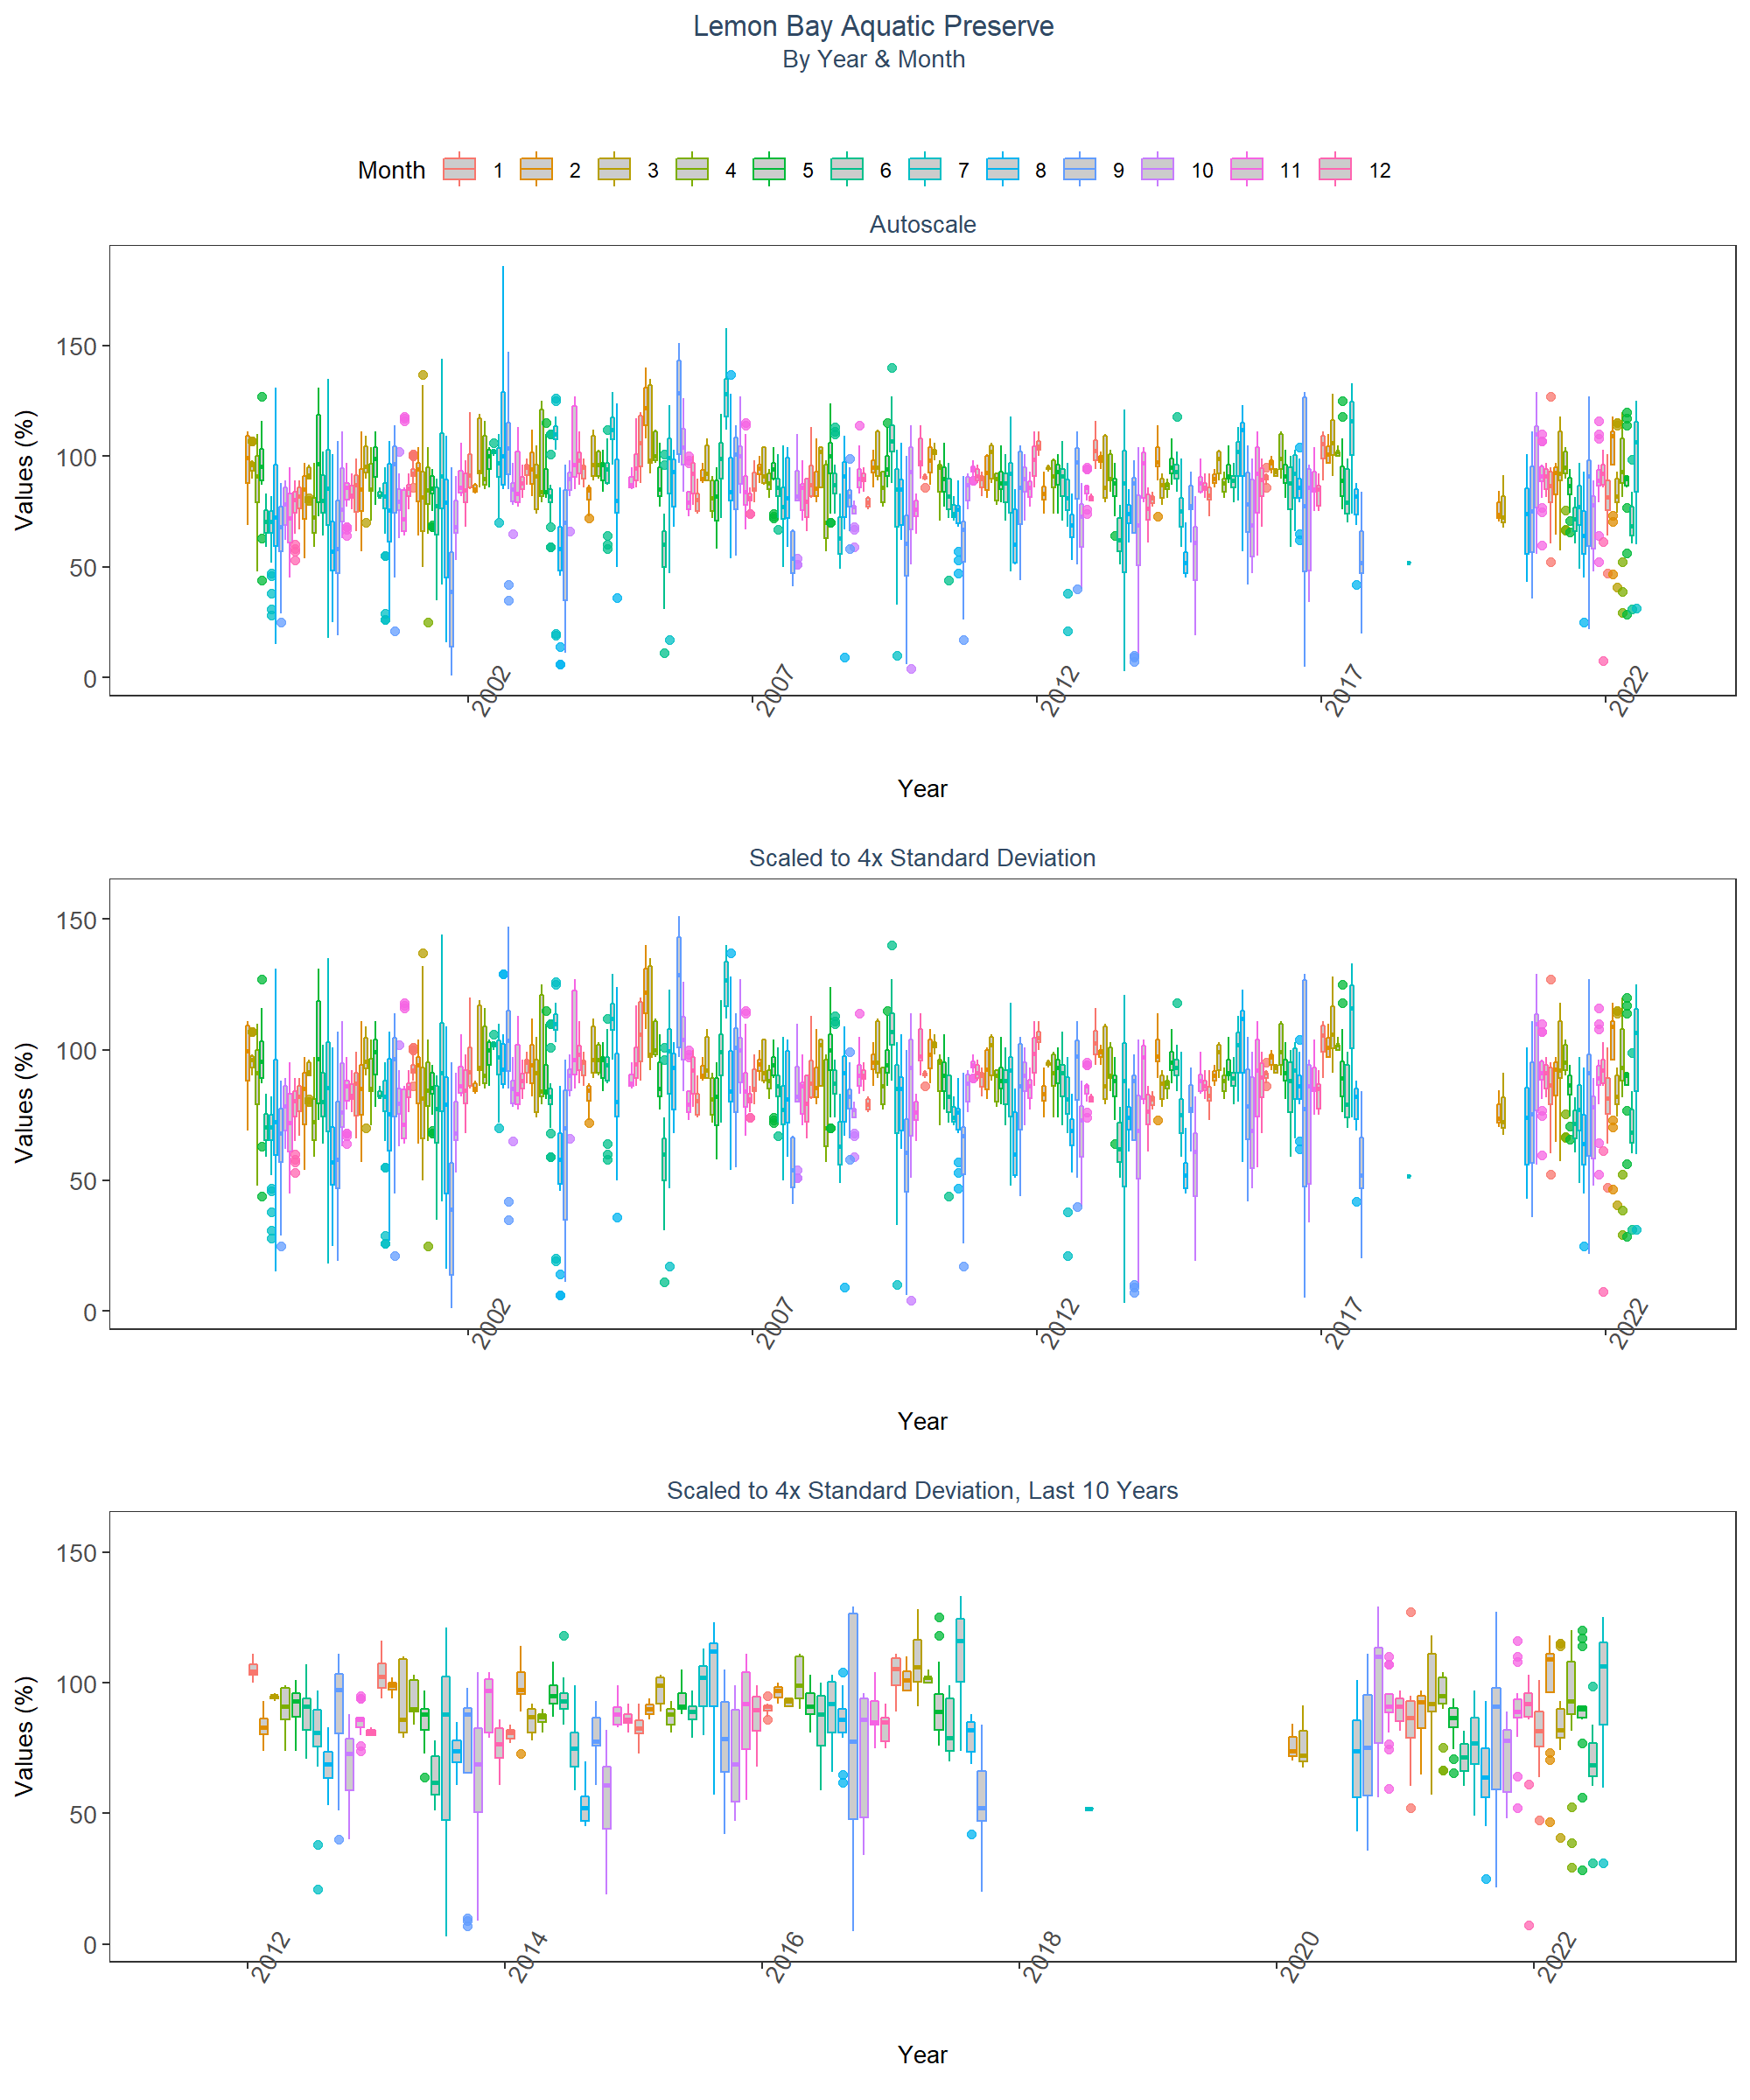 Lemon Bay Aquatic Preserve
By Year & Month
Month 1 2 3 4 5 6 7 8 9 10 11 12
Autoscale
Values (%)
150
100
50
0
2002 2007 2012 2017 2022
Year
Scaled to 4x Standard Deviation
Values (%)
150
100
50
0
2002 2007 2012 2017 2022
Year
Scaled to 4x Standard Deviation, Last 10 Years
Values (%)
150
100
50
0
2012 2014 2016 2018 2020 2022
Year